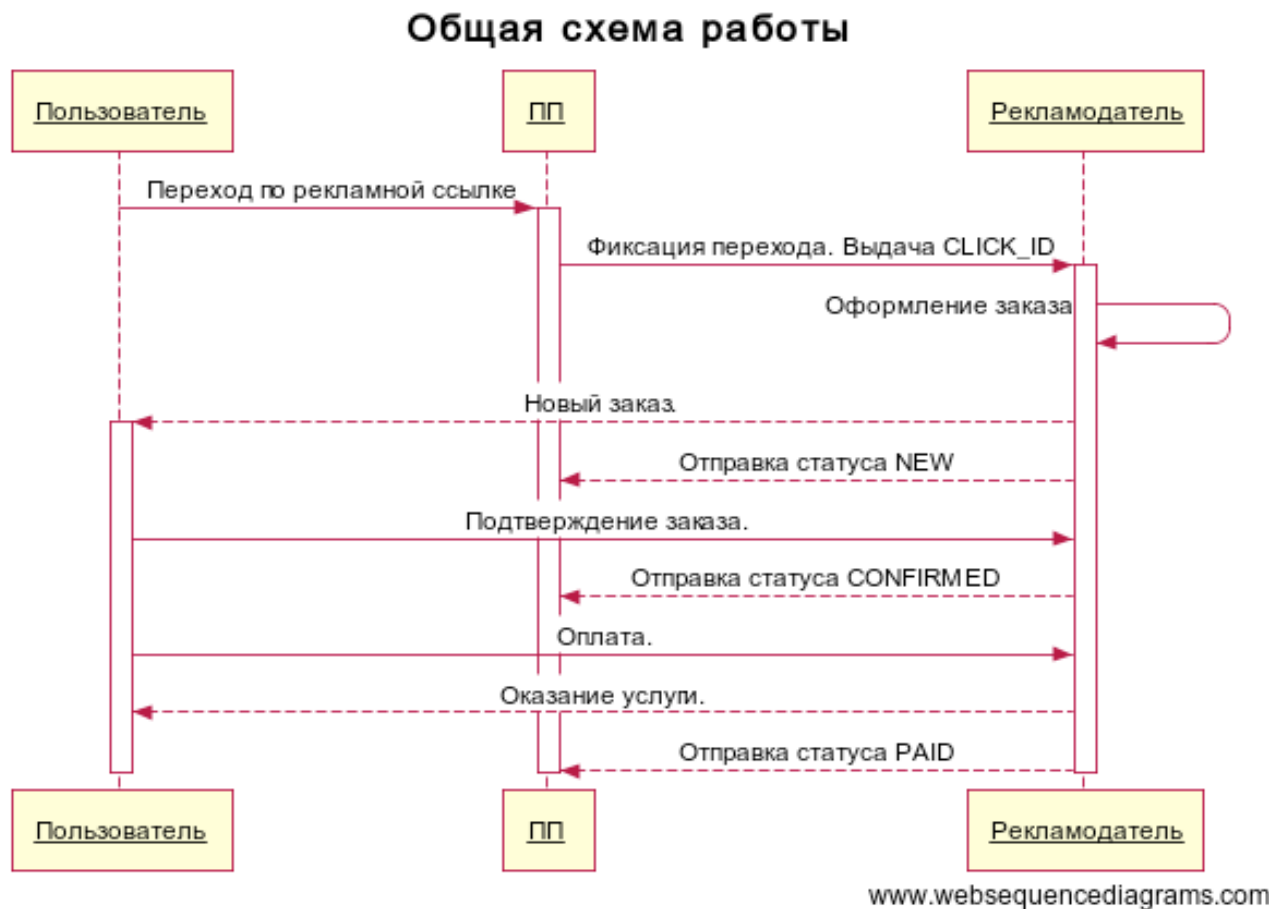 Общая схема работы
Пользователь
ПП
Рекламодатель
Переход по рекламной ссылке
Фиксация перехода. Выдача CLICK_ID
Оформление заказа
Новый заказ.
Отправка статуса NEW
Подтверждение заказа.
Отправка статуса CONFIRMED
Оплата.
Оказание услуги.
Отправка статуса PAID
Пользователь
ПП
Рекламодатель
www.websequencediagrams.com